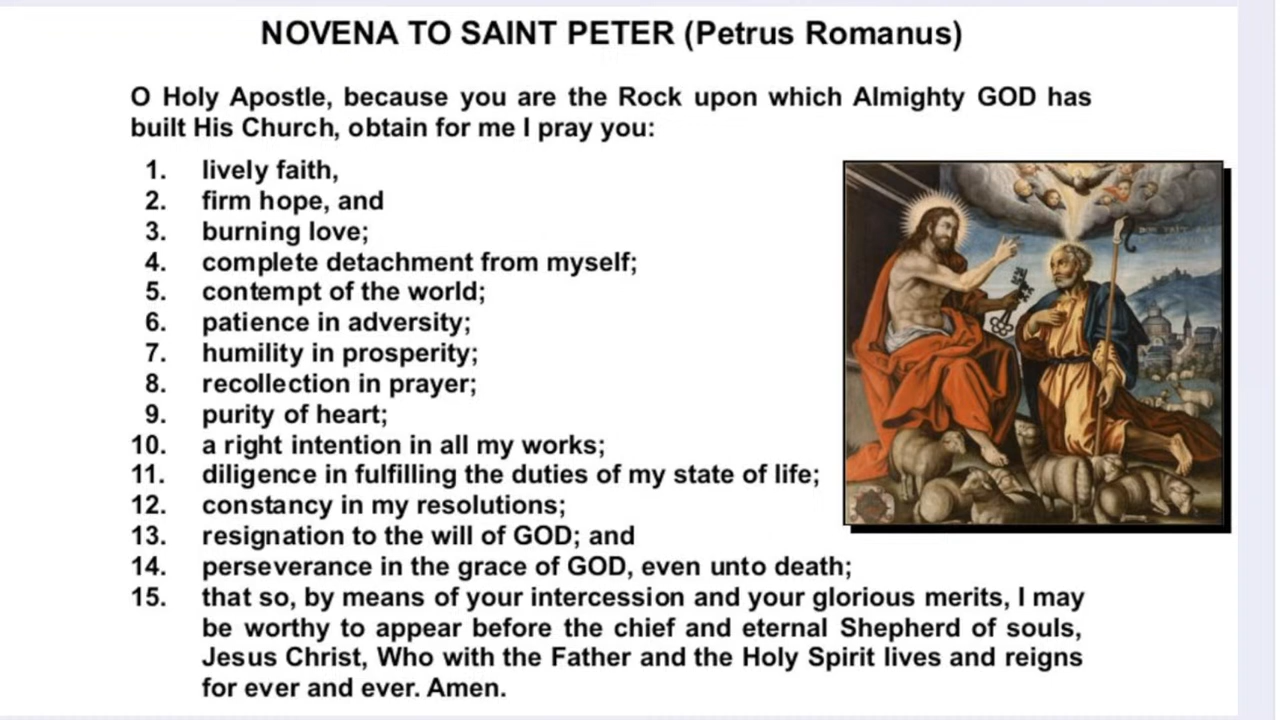 NOVENA TO SAINT PETER (Petrus Romanus)
O Holy Apostle, because you are the Rock upon which Almighty GOD has
built His Church, obtain for me I pray you:
1. lively faith,
2. firm hope, and
3. burning love;
4. complete detachment from myself;
5. contempt of the world;
6. patience in adversity;
7. humility in prosperity;
8. recollection in prayer;
9. purity of heart;
10. a right intention in all my works;
11. diligence in fulfilling the duties of my state of life;
12. constancy in my resolutions;
13. resignation to the will of GOD; and
14. perseverance in the grace of GOD, even unto death;
15. that so, by means of your intercession and your glorious merits, I may
be worthy to appear before the chief and eternal Shepherd of souls,
Jesus Christ, Who with the Father and the Holy Spirit lives and reigns
for ever and ever. Amen.